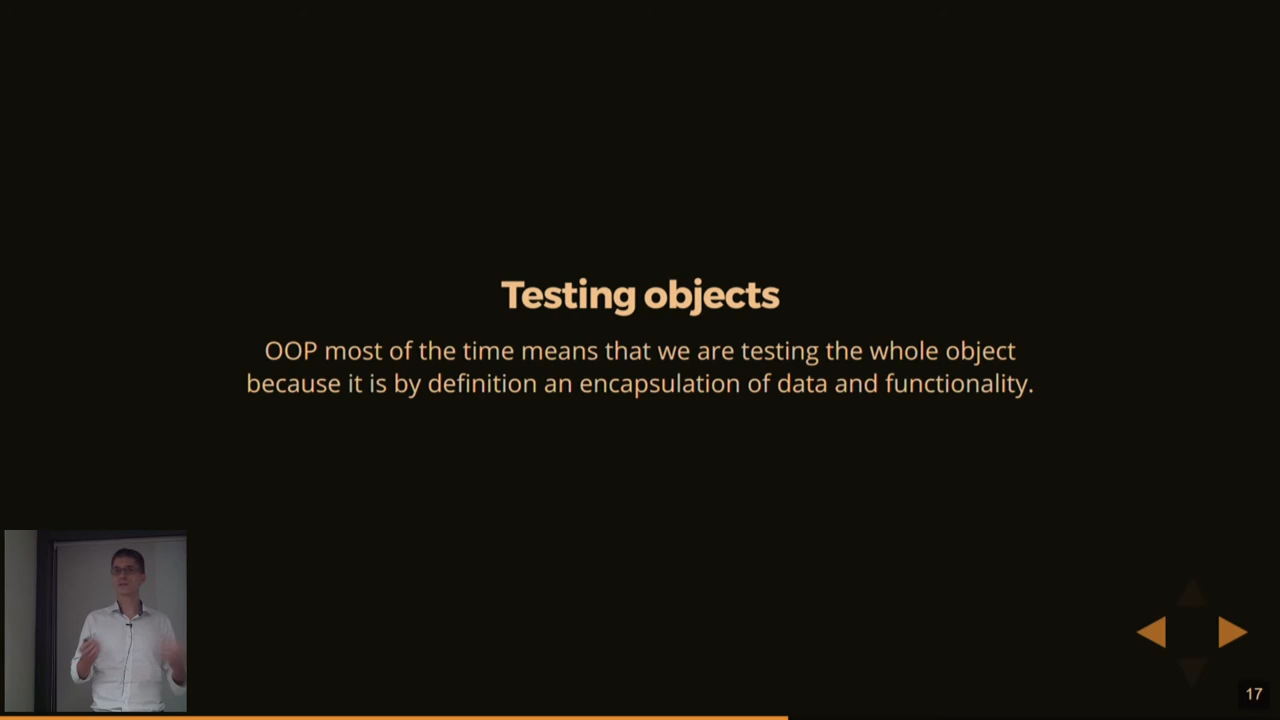 Testing objects
OOP most of the time means that we are testing the whole object
because it is by definition an encapsulation of data and functionality.
17